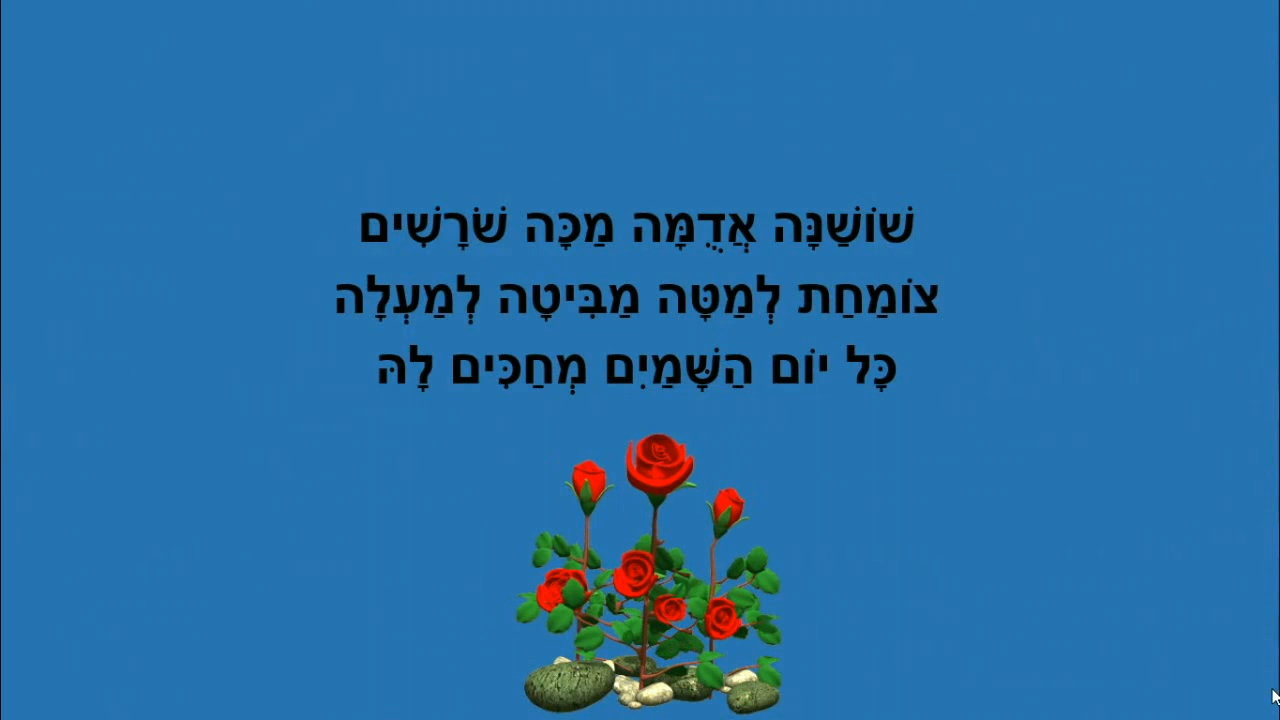 שׁוֹשַׁנָּה אֲדֻמָּה מַכָּה שֹׁרָשִׁים
צוֹמַחַת לְמַטָּה מַבִּיטָה לְמַעְלָה
כָּל יוֹם הַשָּׁמַיִם מְחַכִּים לָהּ